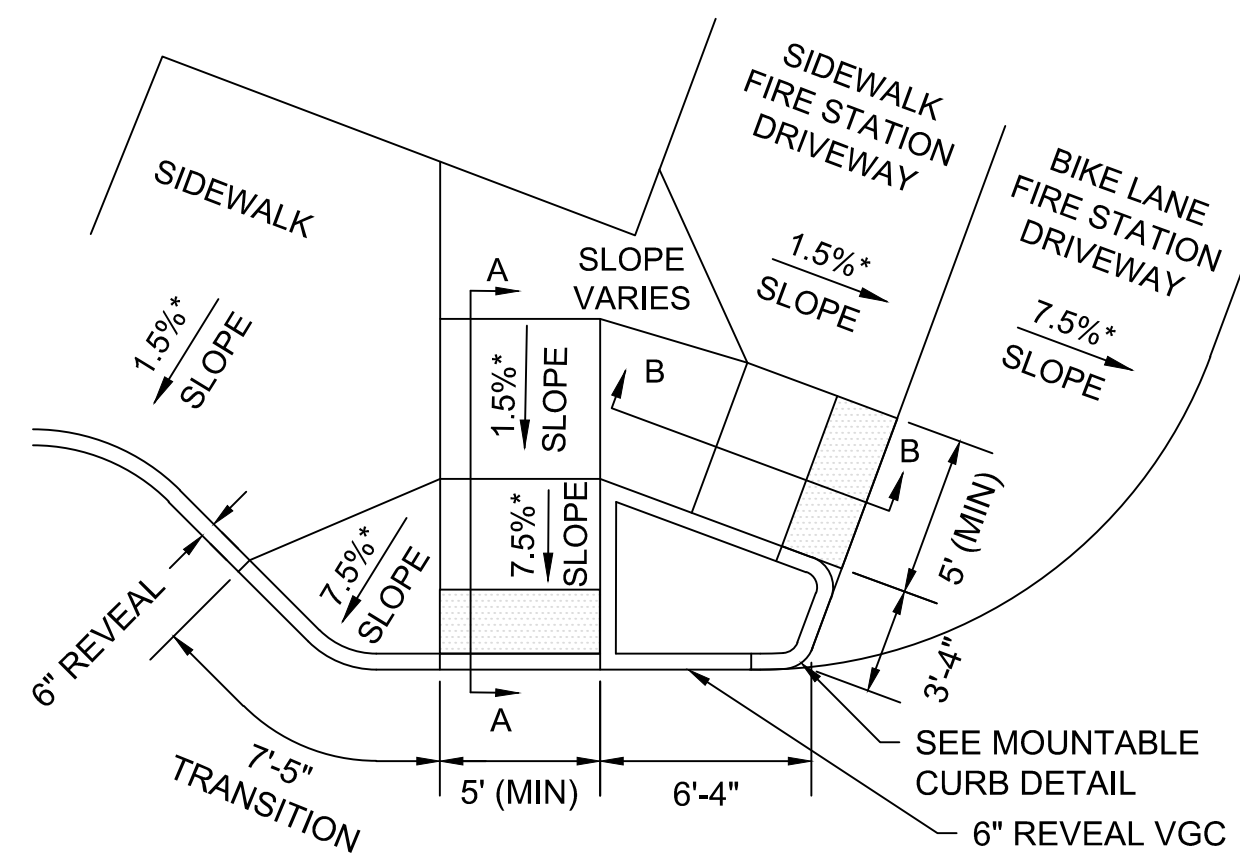 SIDEWALK
FIRE STATION
DRIVEWAY
BIKE LANE
FIRE STATION
DRIVEWAY
SIDEWALK
A
SLOPE
VARIES
1.5%*
SLOPE
7.5%*
SLOPE
1.5%*
SLOPE
1.5%*
SLOPE
B
B
7.5%*
SLOPE
7.5%*
SLOPE
5' (MIN)
6" REVEAL
3'-4"
A
7'-5"
TRANSITION
5' (MIN)
6'-4"
SEE MOUNTABLE
CURB DETAIL
6" REVEAL VGC